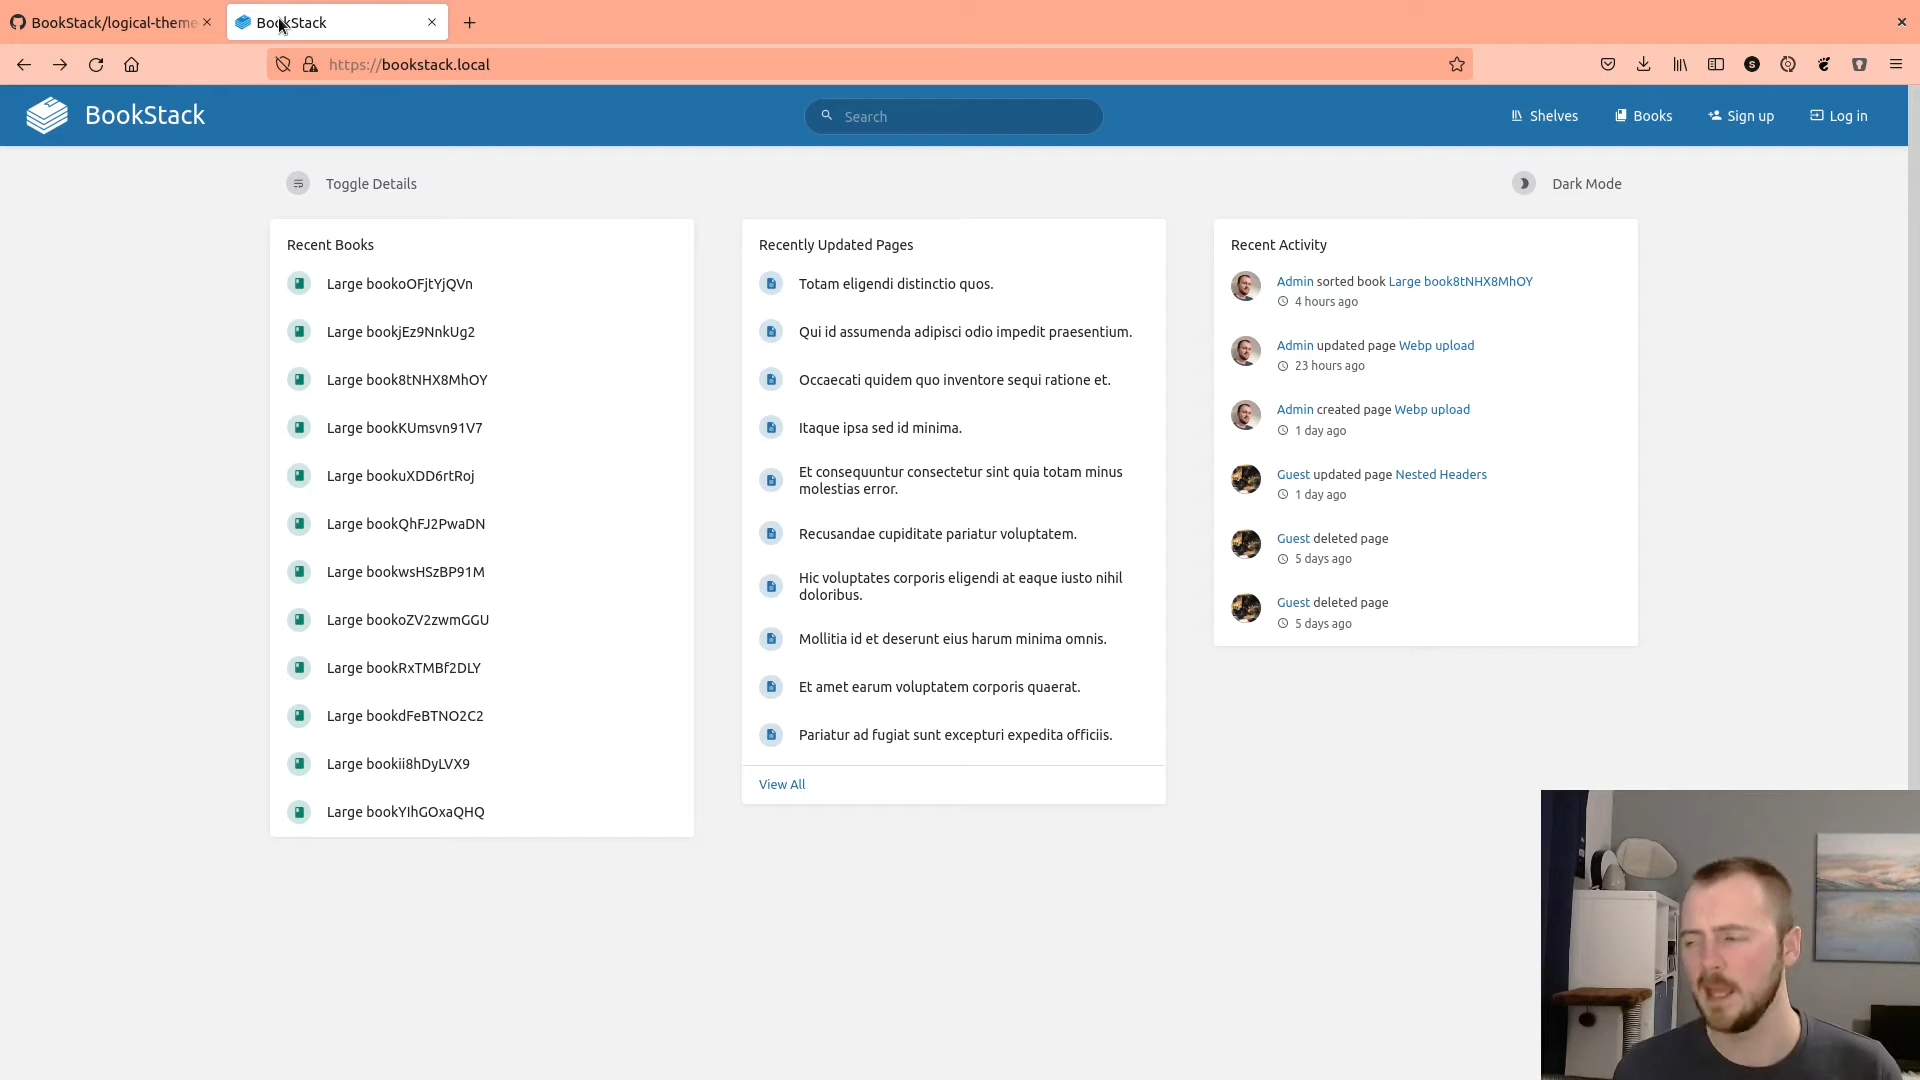 BookStack/logical-theme
BookStack
https://bookstack.local
BookStack
Search
Shelves
Books
Sign up
Log in
Toggle Details
Dark Mode
Recent Books
Large bookoOFjtYjQVn
Large bookjEz9NnkUg2
Large book8tNHX8MhOY
Large bookKUmsvn91V7
Large bookuXDD6rtRoj
Large bookQhFJ2PwaDN
Large bookwsHSzBP91M
Large bookoZV2zwmGGU
Large bookRxTMBf2DLY
Large bookdFeBTNO2C2
Large bookii8hDyLVX9
Large bookYIhGOxaQHQ
Recently Updated Pages
Totam eligendi distinctio quos.
Qui id assumenda adipisci odio impedit praesentium.
Occaecati quidem quo inventore sequi ratione et.
Itaque ipsa sed id minima.
Et consequuntur consectetur sint quia totam minus
molestias error.
Recusandae cupiditate pariatur voluptatem.
Hic voluptates corporis eligendi at eaque iusto nihil
doloribus.
Mollitia id et deserunt eius harum minima omnis.
Et amet earum voluptatem corporis quaerat.
Pariatur ad fugiat sunt excepturi expedita officiis.
View All
Recent Activity
Admin sorted book Large book8tNHX8MhOY
4 hours ago
Admin updated page Webp upload
23 hours ago
Admin created page Webp upload
1 day ago
Guest updated page Nested Headers
1 day ago
Guest deleted page
5 days ago
Guest deleted page
5 days ago